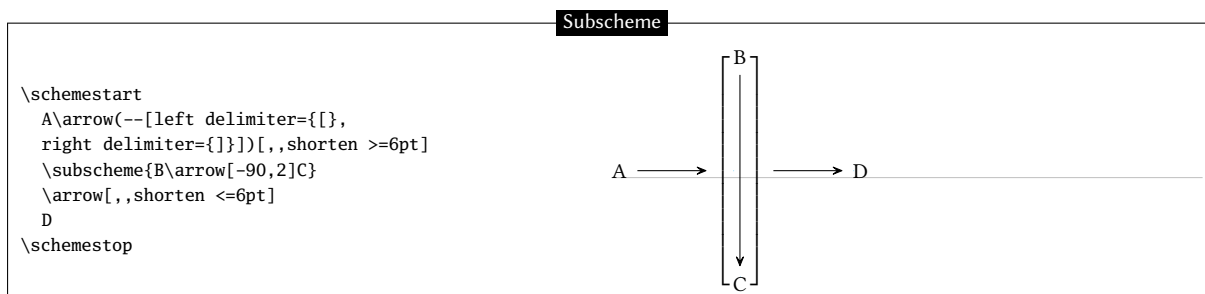 Subscheme
\schemestart
A\arrow(--[left delimiter={[},
right delimiter={]}])[,,shorten >=6pt]
\subscheme{B\arrow[-90,2]C}
\arrow[,,shorten <=6pt]
D
\schemestop
B
A
D
C